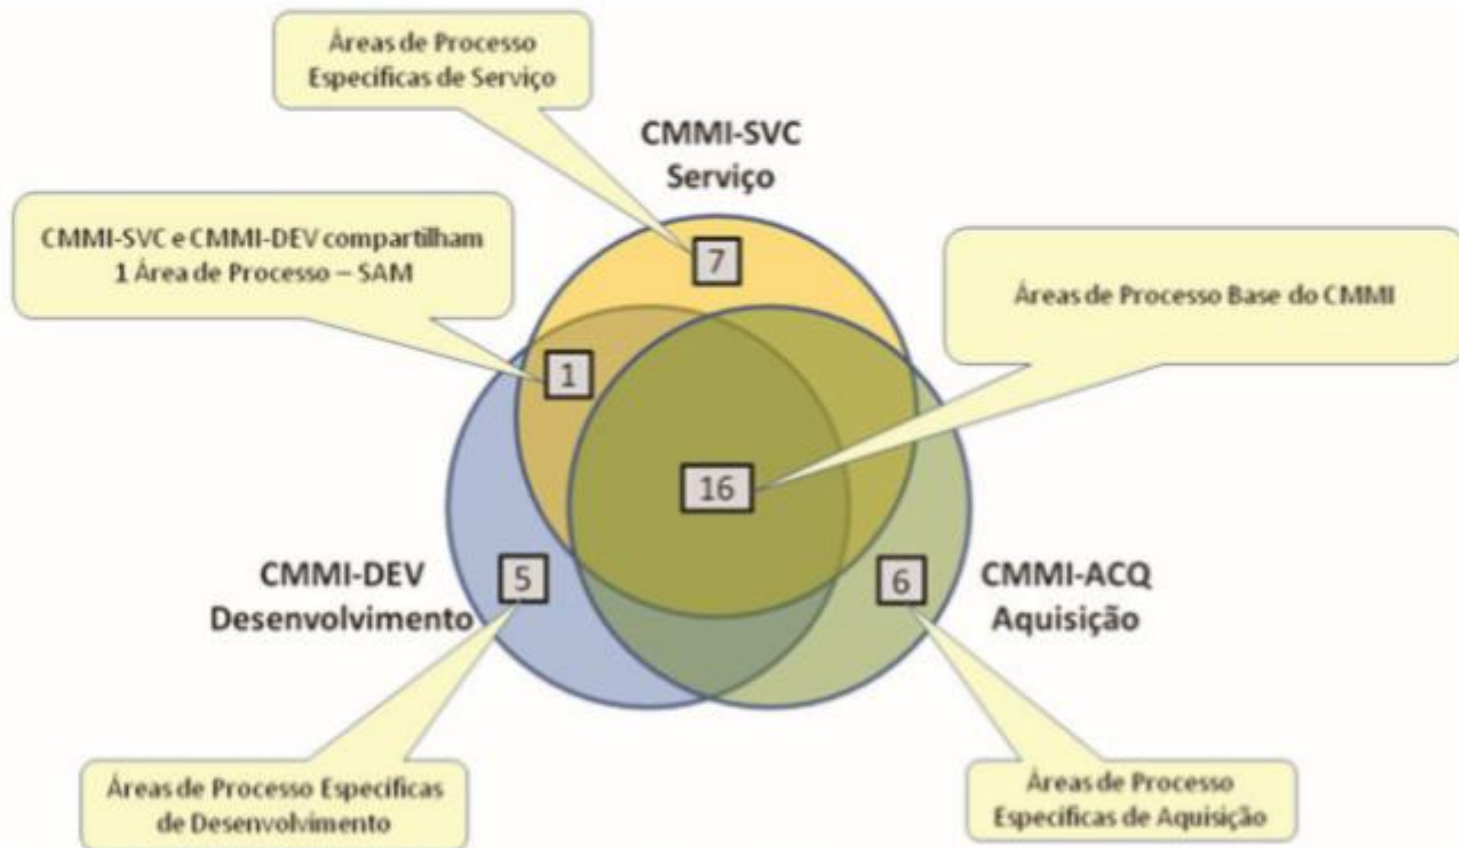 Áreas de Processo
Específicas de Serviço
CMMI-SVC
Serviço
CMMI-SVC e CMMI-DEV compartilham
1 Área de Processo – SAM
7
Áreas de Processo Base do CMMI
1
16
CMMI-DEV
Desenvolvimento
5
6
CMMI-ACQ
Aquisição
Áreas de Processo Específicas
de Desenvolvimento
Áreas de Processo
Específicas de Aquisição